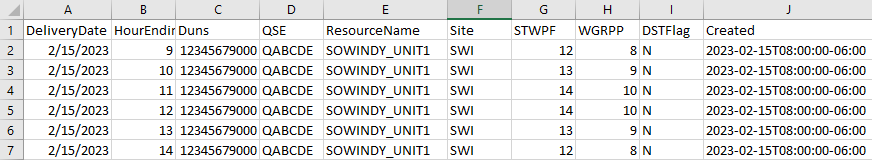 A B C D E F G H I J
1 DeliveryDate HourEndin Duns QSE ResourceName Site STWPF WGRPP DSTFlag Created
2 2/15/2023 9 12345679000 QABCDE SOWINDY_UNIT1 SWI 12 8 N 2023-02-15T08:00:00-06:00
3 2/15/2023 10 12345679000 QABCDE SOWINDY_UNIT1 SWI 13 9 N 2023-02-15T08:00:00-06:00
4 2/15/2023 11 12345679000 QABCDE SOWINDY_UNIT1 SWI 14 10 N 2023-02-15T08:00:00-06:00
5 2/15/2023 12 12345679000 QABCDE SOWINDY_UNIT1 SWI 14 10 N 2023-02-15T08:00:00-06:00
6 2/15/2023 13 12345679000 QABCDE SOWINDY_UNIT1 SWI 13 9 N 2023-02-15T08:00:00-06:00
7 2/15/2023 14 12345679000 QABCDE SOWINDY_UNIT1 SWI 12 8 N 2023-02-15T08:00:00-06:00